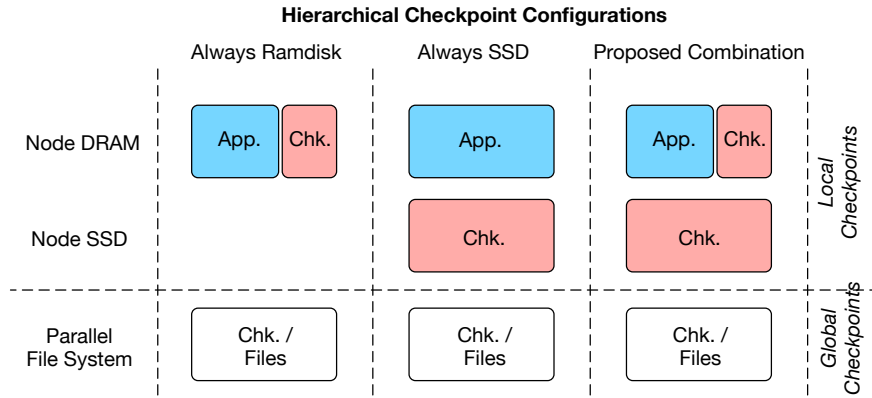 Hierarchical Checkpoint Configurations
Always Ramdisk
Always SSD
Proposed Combination
Node DRAM
App.
Chk.
App.
App.
Chk.
Node SSD
Chk.
Chk.
Local
Checkpoints
Parallel
File System
Chk. /
Files
Chk. /
Files
Chk. /
Files
Global
Checkpoints